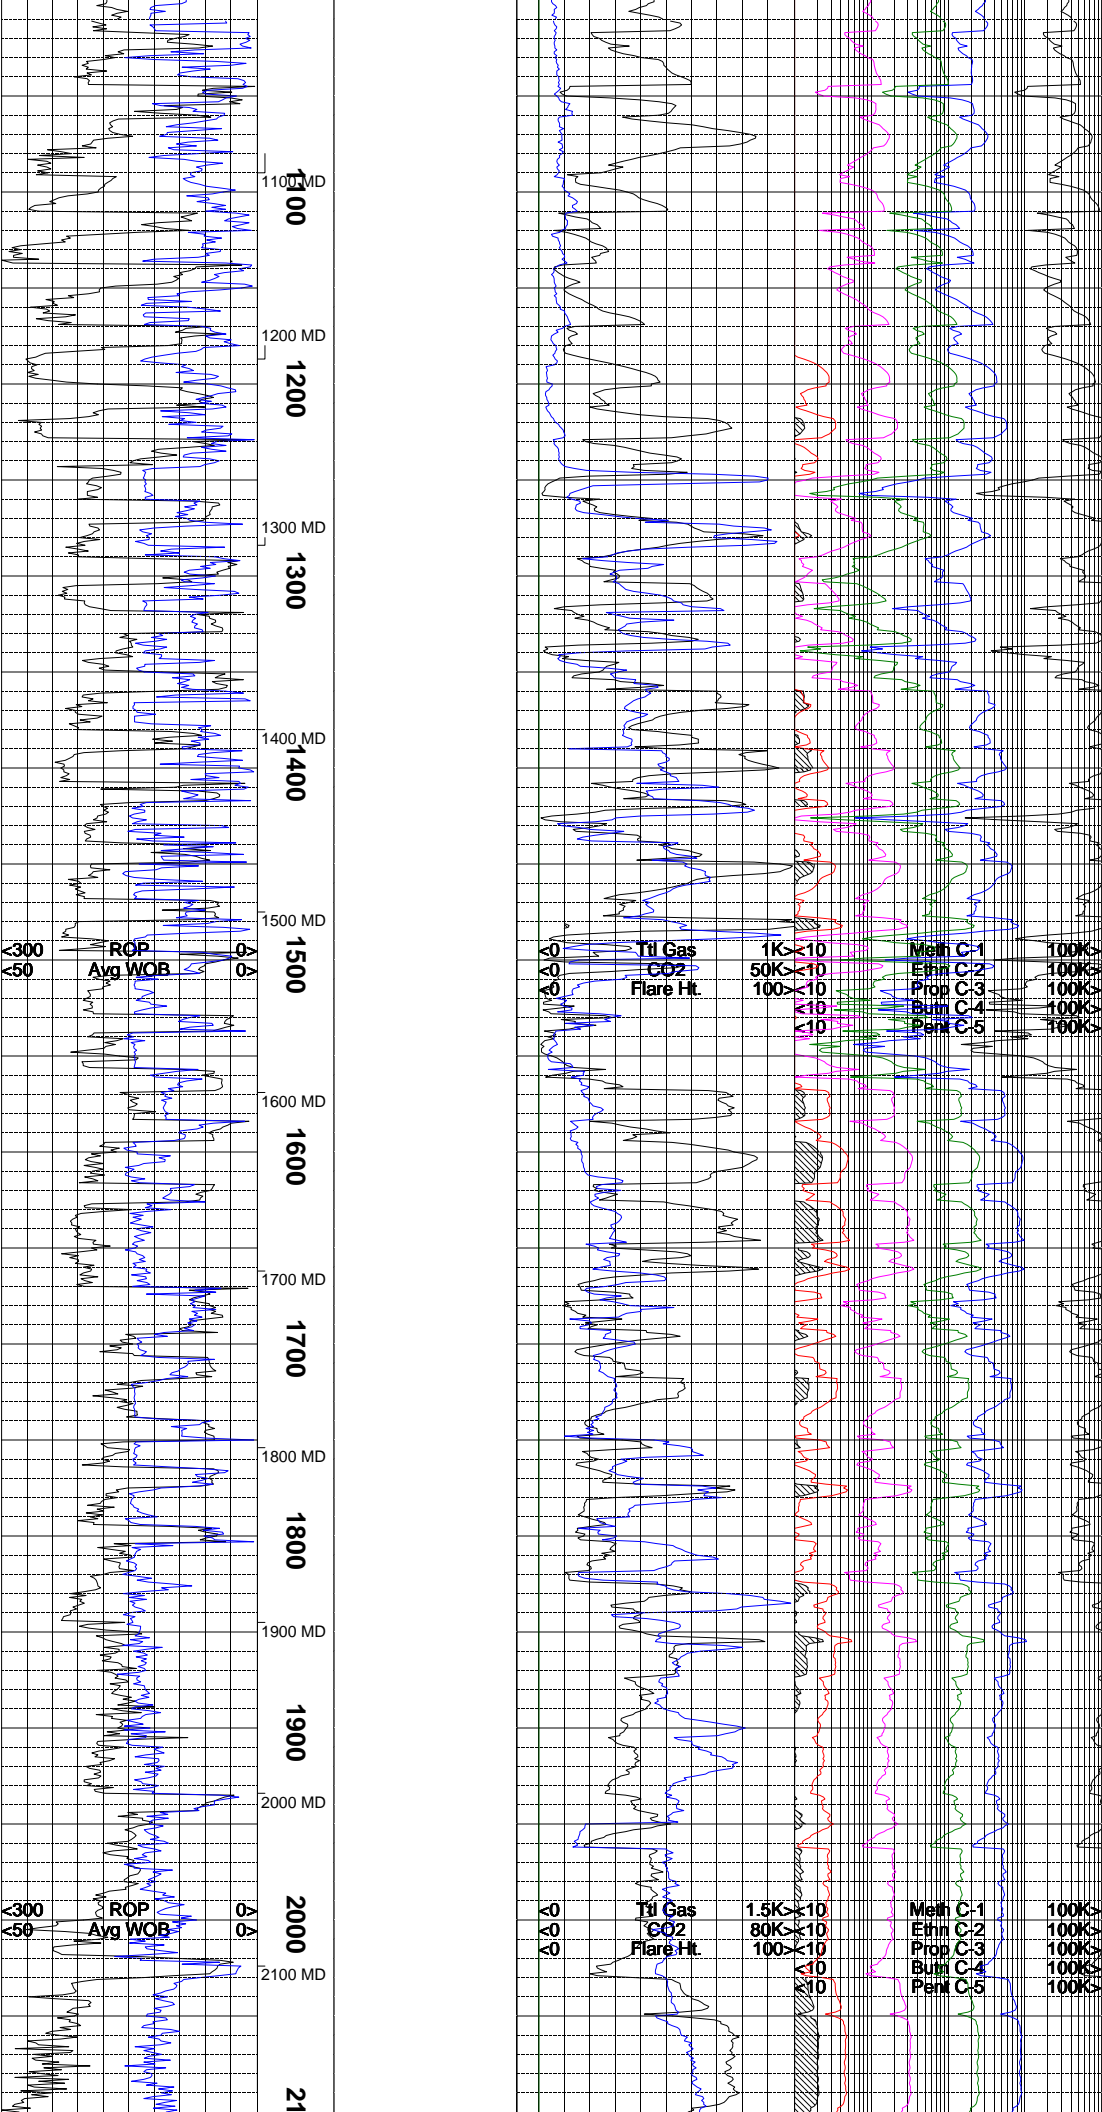 1100 MD
1100
1200 MD
1200
1300 MD
1300
1400 MD
1400
1500 MD
<300 ROP 0> 1500 <0 Ttl Gas 1K> <10 Meth C-1 100K>
<50 Avg WOB 0> <0 CO2 50K> <10 Ethn C-2 100K>
<0 Flare Ht. 100> <10 Prop C-3 100K>
<10 Butn C-4 100K>
<10 Pent C-5 100K>
1600 MD
1600
1700 MD
1700
1800 MD
1800
1900 MD
1900
2000 MD
<300 ROP 0> 2000 <0 Ttl Gas 1.5K> <10 Meth C-1 100K>
<50 Avg WOB 0> <0 CO2 80K> <10 Ethn C-2 100K>
<0 Flare Ht. 100> <10 Prop C-3 100K>
2100 MD <10 Butn C-4 100K>
<10 Pent C-5 100K>
21